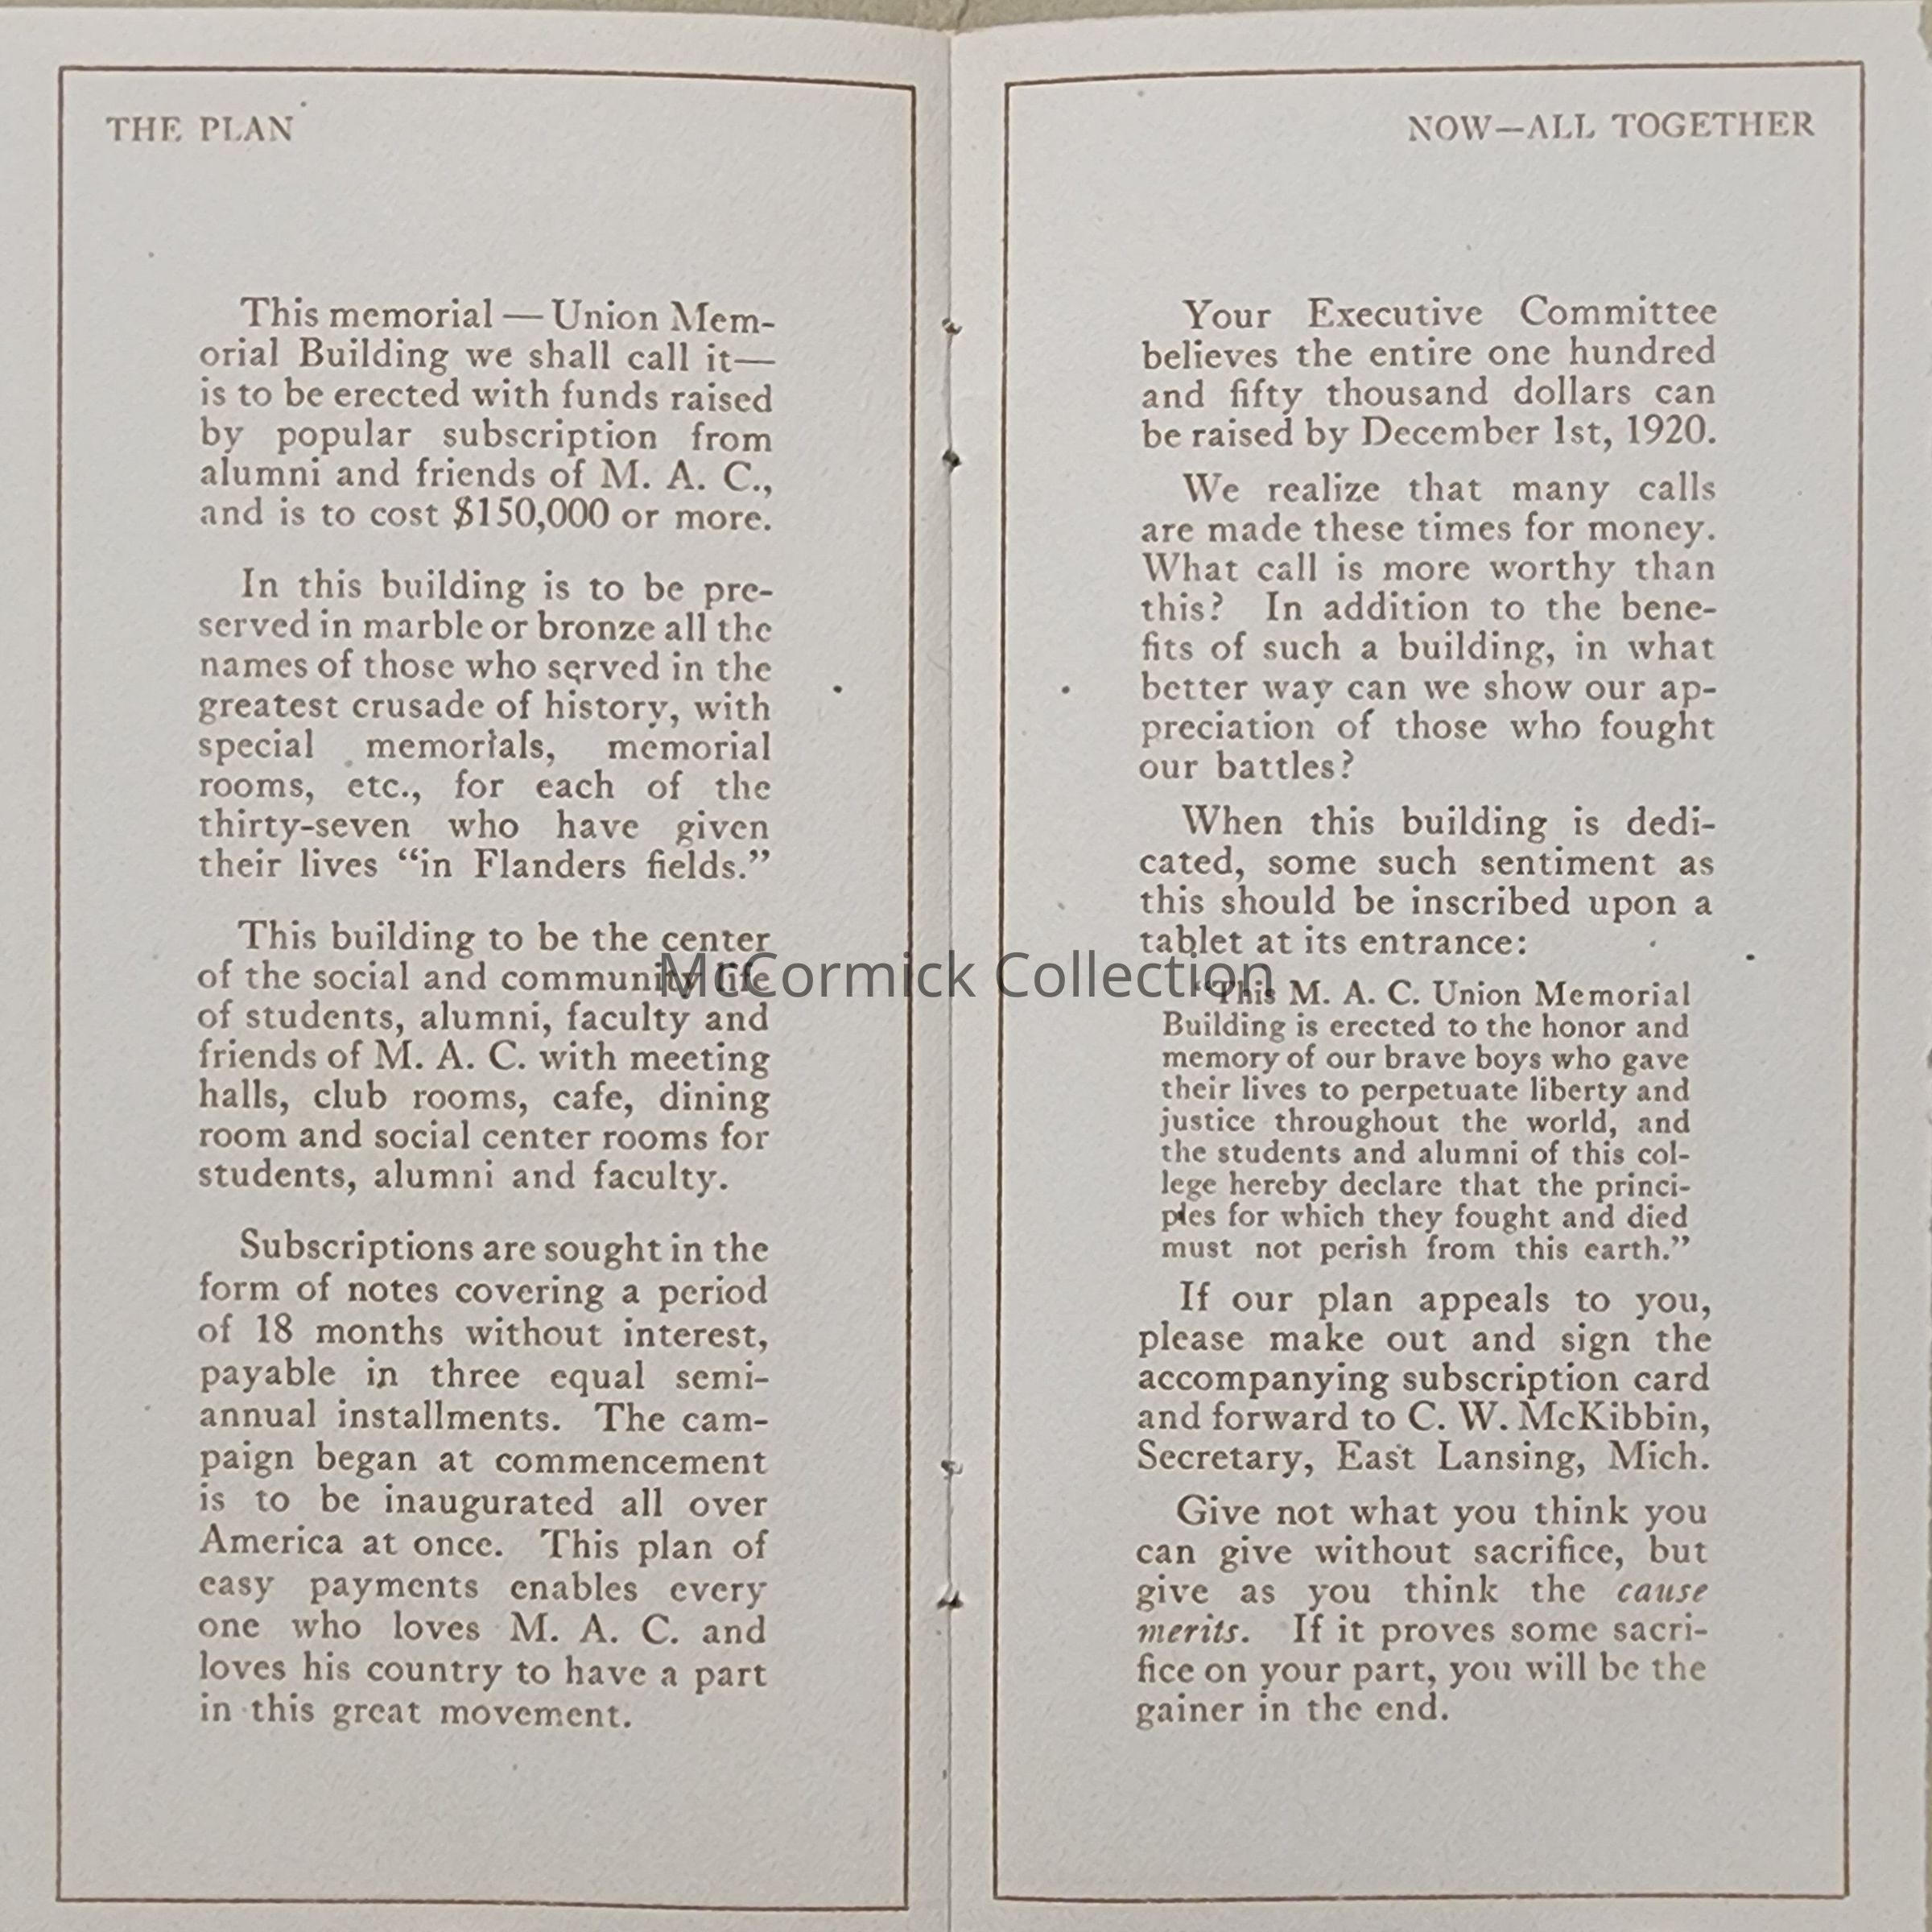 THE PLAN
This memorial — Union Mem-
orial Building we shall call it—
is to be erected with funds raised
by popular subscription from
alumni and friends of M. A. C.,
and is to cost $150,000 or more.
In this building is to be pre-
served in marble or bronze all the
names of those who served in the
greatest crusade of history, with
special memorials, memorial
rooms, etc., for each of the
thirty-seven who have given
their lives “in Flanders fields.”
This building to be the center
of the social and community life
of students, alumni, faculty and
friends of M. A. C. with meeting
halls, club rooms, cafe, dining
room and social center rooms for
students, alumni and faculty.
Subscriptions are sought in the
form of notes covering a period
of 18 months without interest,
payable in three equal semi-
annual installments. The cam-
paign began at commencement
is to be inaugurated all over
America at once. This plan of
easy payments enables every
one who loves M. A. C. and
loves his country to have a part
in this great movement.
NOW—ALL TOGETHER
Your Executive Committee
believes the entire one hundred
and fifty thousand dollars can
be raised by December 1st, 1920.
We realize that many calls
are made these times for money.
What call is more worthy than
this? In addition to the bene-
fits of such a building, in what
better way can we show our ap-
preciation of those who fought
our battles?
When this building is dedi-
cated, some such sentiment as
this should be inscribed upon a
tablet at its entrance:
“This M. A. C. Union Memorial
Building is erected to the honor and
memory of our brave boys who gave
their lives to perpetuate liberty and
justice throughout the world, and
the students and alumni of this col-
lege hereby declare that the princi-
ples for which they fought and died
must not perish from this earth.”
If our plan appeals to you,
please make out and sign the
accompanying subscription card
and forward to C. W. McKibbin,
Secretary, East Lansing, Mich.
Give not what you think you
can give without sacrifice, but
give as you think the cause
merits. If it proves some sacri-
fice on your part, you will be the
gainer in the end.
McCormick Collection